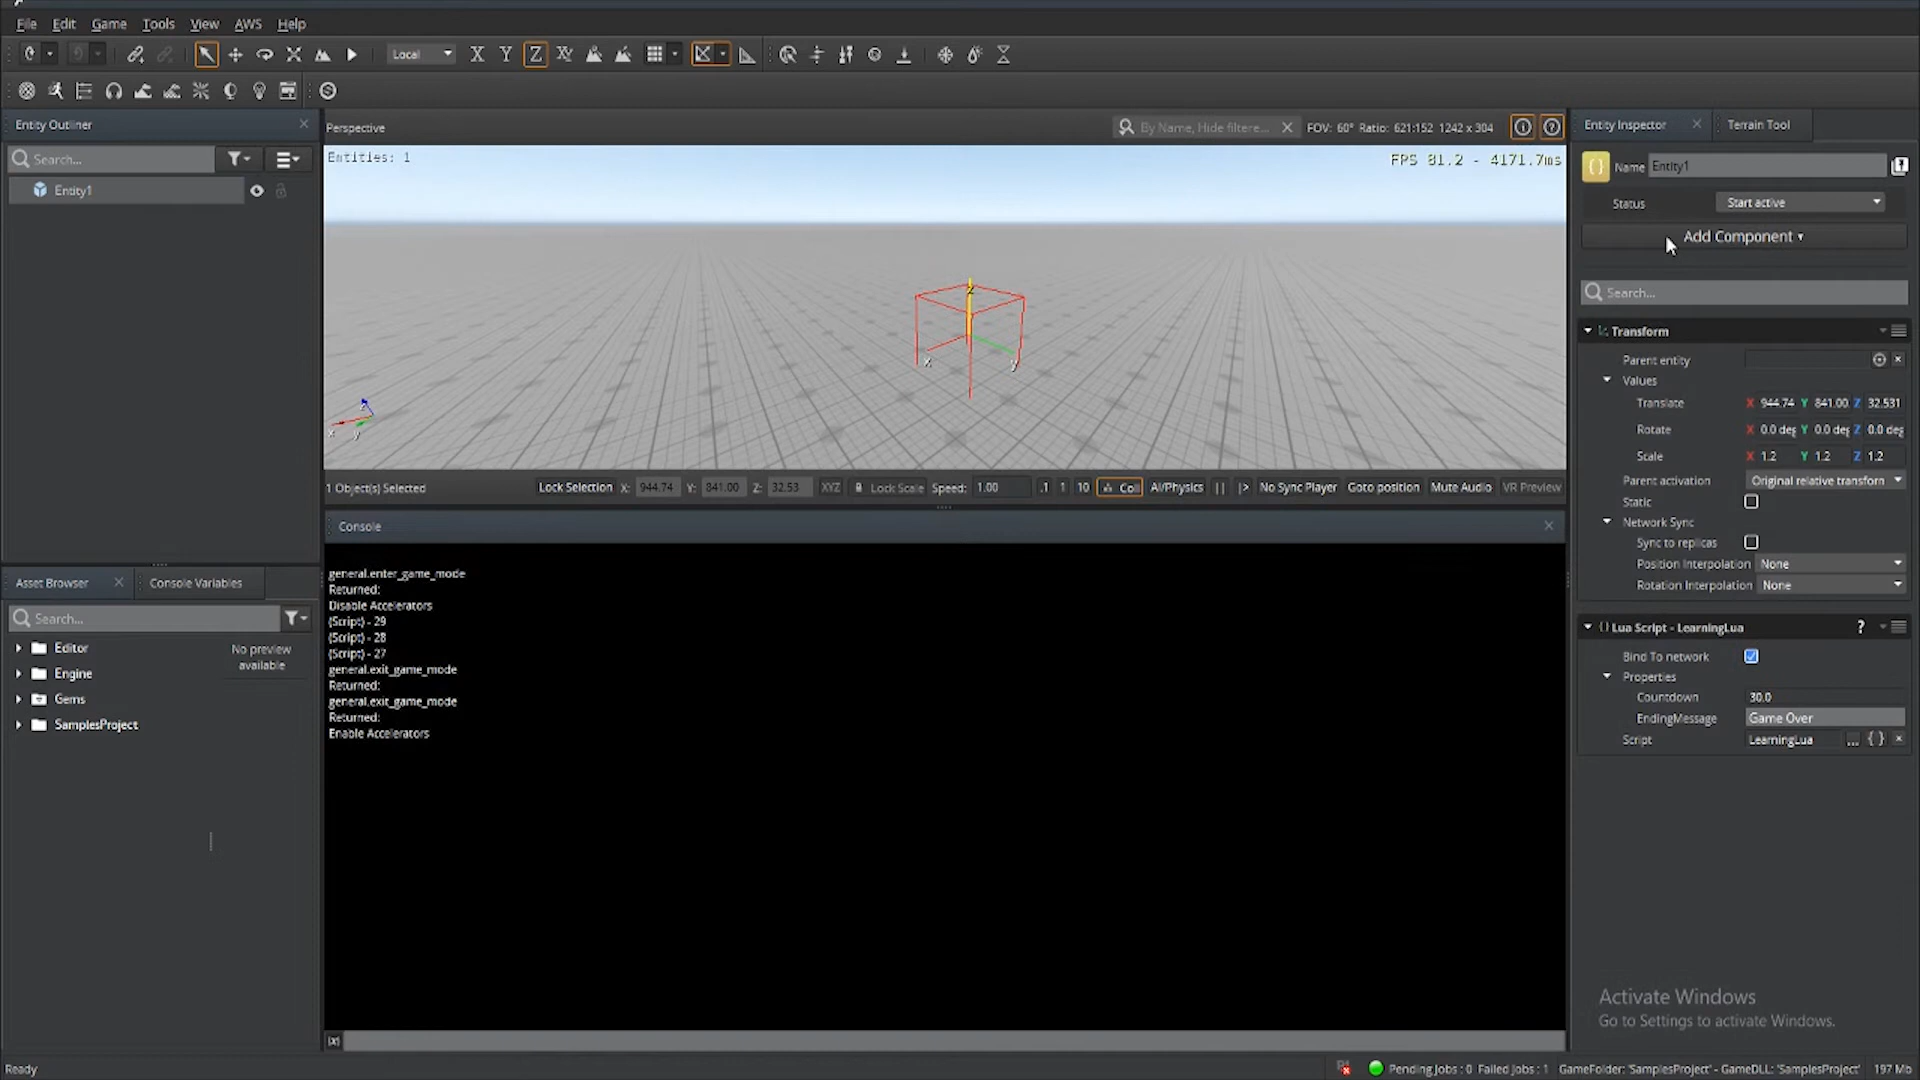 File Edit Game Tools View AWS Help
Local X Y Z XY
Entity Outliner
Search...
Entity1
Perspective
By Name, Hide filtere... FOV: 60° Ratio: 621:152 1242 x 304
Entities: 1
FPS 81.2 - 4171.7ms
z
x
y
z
x
y
1 Object(s) Selected Lock Selection X: 944.74 Y: 841.00 Z: 32.53 XYZ Lock Scale Speed: 1.00 .1 1 10 Col AI/Physics || |> No Sync Player Goto position Mute Audio VR Preview
Console
general.enter_game_mode
Returned:
Disable Accelerators
(Script) - 29
(Script) - 28
(Script) - 27
general.exit_game_mode
Returned:
general.exit_game_mode
Returned:
Enable Accelerators
Asset Browser Console Variables
Search...
Editor
Engine
Gems
SamplesProject
No preview
available
Entity Inspector Terrain Tool
Name Entity1
Status Start active
Add Component
Search...
Transform
Parent entity
Values
Translate X 944.74 Y 841.00 Z 32.531
Rotate X 0.0 deg Y 0.0 deg Z 0.0 deg
Scale X 1.2 Y 1.2 Z 1.2
Parent activation Original relative transform
Static
Network Sync
Sync to replicas
Position Interpolation None
Rotation Interpolation None
Lua Script - LearningLua ?
Bind To network
Properties
Countdown 30.0
EndingMessage Game Over
Script LearningLua ... { }
Activate Windows
Go to Settings to activate Windows.
Ready
Pending Jobs : 0 Failed Jobs : 1 GameFolder: 'SamplesProject' - GameDLL: 'SamplesProject' 197 Mb